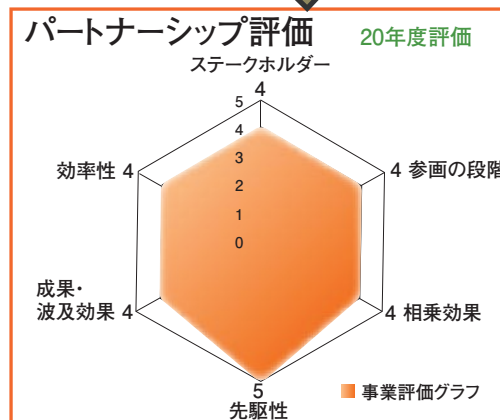 パートナーシップ評価 20年度評価
ステークホルダー
4
5
4
3
2
1
0
効率性 4
4 参画の段階
成果・
波及効果 4
4 相乗効果
5
先駆性
事業評価グラフ